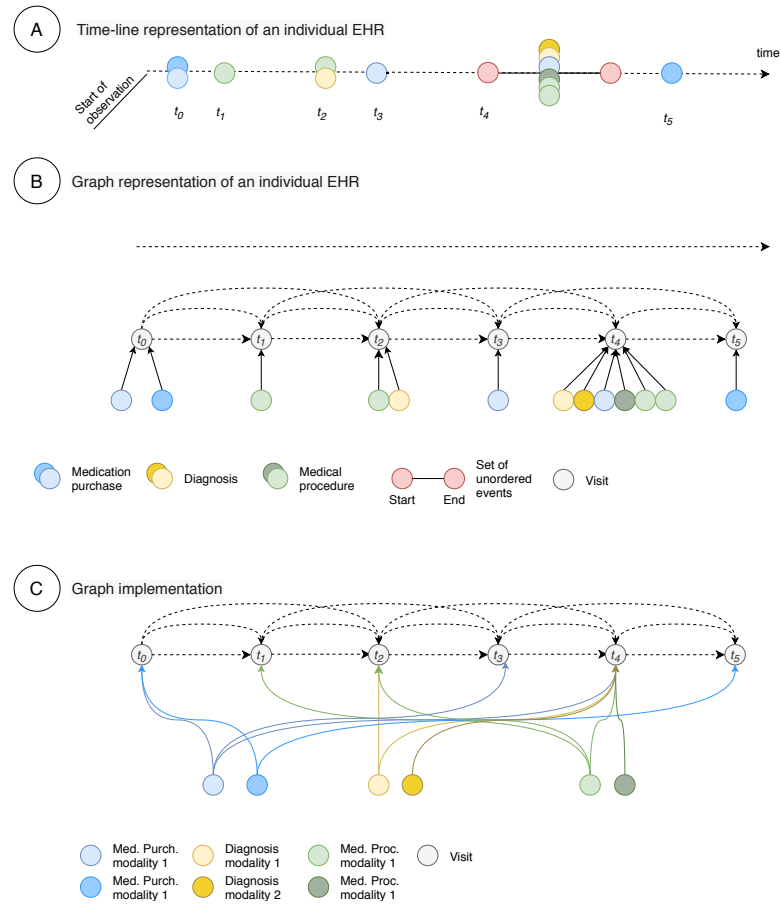 A
Time-line representation of an individual EHR
time
Start of
observation
t0
t1
t2
t3
t4
t5
B
Graph representation of an individual EHR
t0
t1
t2
t3
t4
t5
Medication
purchase
Diagnosis
Medical
procedure
Start
End
Set of
unordered
events
Visit
C
Graph implementation
t0
t1
t2
t3
t4
t5
Med. Purch.
modality 1
Diagnosis
modality 1
Med. Proc.
modality 1
Visit
Med. Purch.
modality 1
Diagnosis
modality 2
Med. Proc.
modality 1